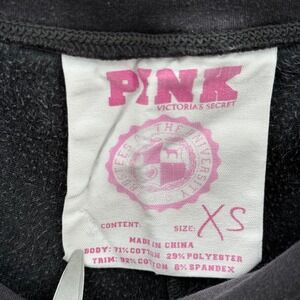 PINK
VICTORIA'S SECRET
THE UNIVERSITY
CONTENT: SIZE: XS
MADE IN CHINA
BODY: 71% COTTON 29% POLYESTER
TRIM: 92% COTTON 8% SPANDEX